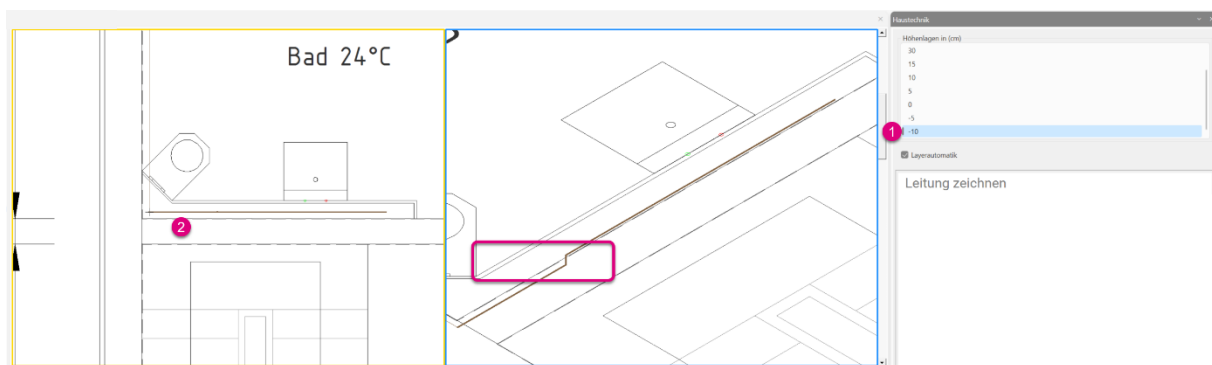 Bad 24°C
2
Haustechnik
Höhenlagen in (cm)
30
15
10
5
0
-5
1
-10
Layerautomatik
Leitung zeichnen